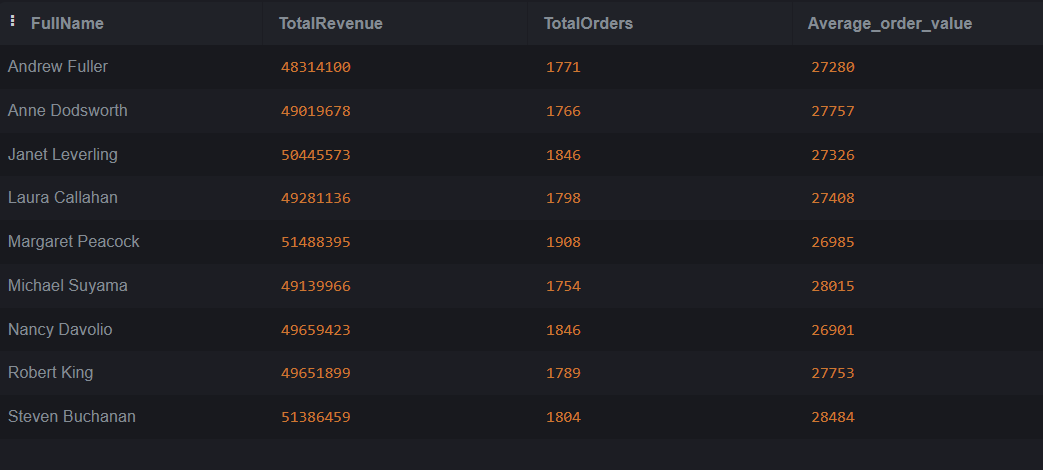 FullName TotalRevenue TotalOrders Average_order_value
Andrew Fuller 48314100 1771 27280
Anne Dodsworth 49019678 1766 27757
Janet Leverling 50445573 1846 27326
Laura Callahan 49281136 1798 27408
Margaret Peacock 51488395 1908 26985
Michael Suyama 49139966 1754 28015
Nancy Davolio 49659423 1846 26901
Robert King 49651899 1789 27753
Steven Buchanan 51386459 1804 28484